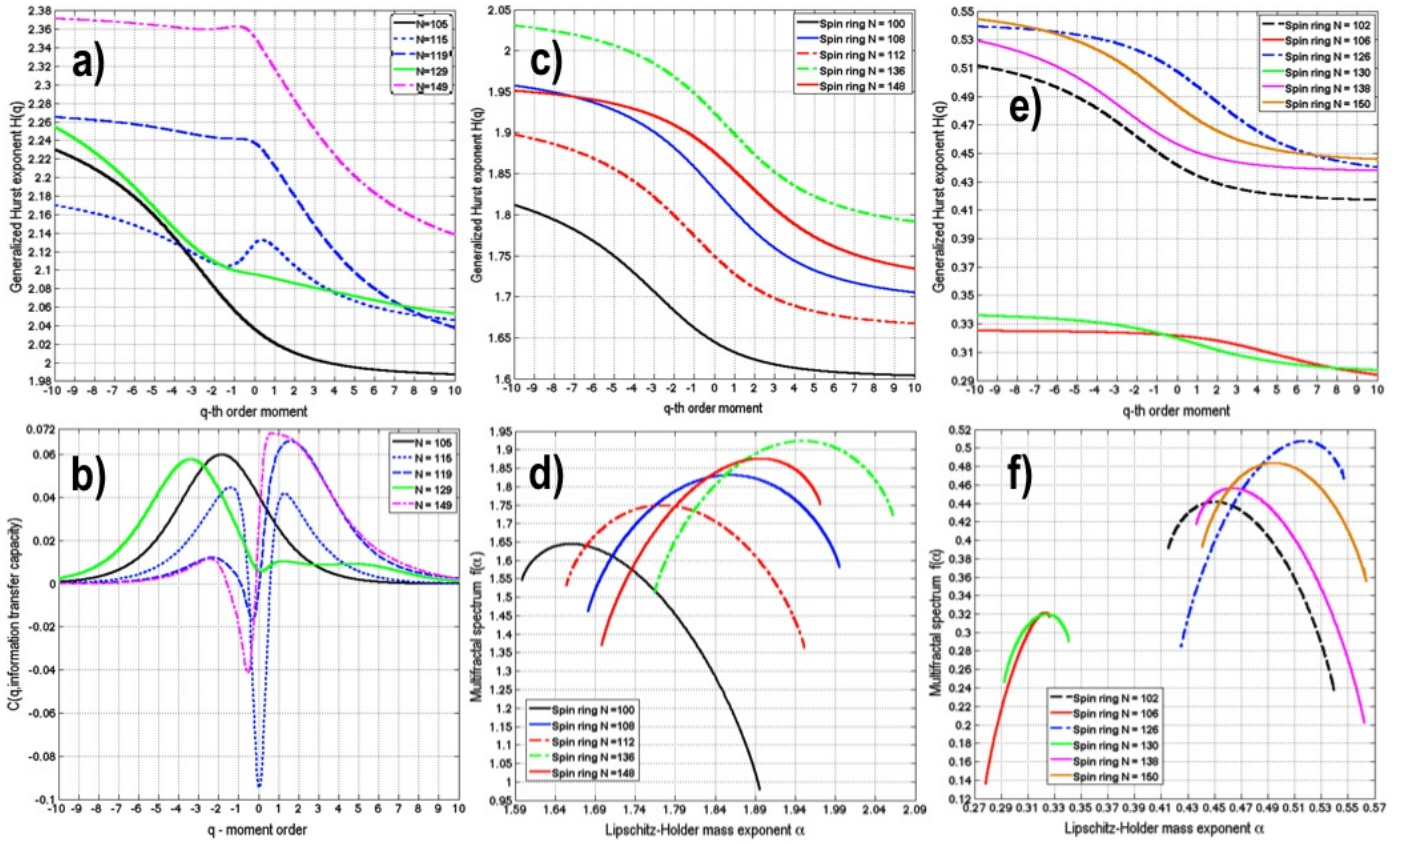 a)
Generalized Hurst exponent H(q)
2.38
2.36
2.34
2.32
2.3
2.28
2.26
2.24
2.22
2.2
2.18
2.16
2.14
2.12
2.1
2.08
2.06
2.04
2.02
2
1.98
N=105
N=115
N=119
N=129
N=149
-10 -9 -8 -7 -6 -5 -4 -3 -2 -1 0 1 2 3 4 5 6 7 8 9 10
q-th order moment
c)
Generalized Hurst exponent H(q)
2.05
2
1.95
1.9
1.85
1.8
1.75
1.7
1.65
1.6
Spin ring N = 100
Spin ring N = 108
Spin ring N = 112
Spin ring N = 136
Spin ring N = 148
-10 -9 -8 -7 -6 -5 -4 -3 -2 -1 0 1 2 3 4 5 6 7 8 9 10
q-th order moment
e)
Generalized Hurst exponent H(q)
0.55
0.53
0.51
0.49
0.47
0.45
0.43
0.41
0.39
0.37
0.35
0.33
0.31
0.29
Spin ring N = 102
Spin ring N = 106
Spin ring N = 126
Spin ring N = 130
Spin ring N = 138
Spin ring N = 150
-10 -9 -8 -7 -6 -5 -4 -3 -2 -1 0 1 2 3 4 5 6 7 8 9 10
q-th order moment
b)
C(q,information transfer capacity)
0.072
0.06
0.04
0.02
0
-0.02
-0.04
-0.06
-0.08
-0.1
N = 105
N = 115
N = 119
N = 129
N = 149
-10 -9 -8 -7 -6 -5 -4 -3 -2 -1 0 1 2 3 4 5 6 7 8 9 10
q - moment order
d)
Multifractal spectrum f(α)
1.95
1.9
1.85
1.8
1.75
1.7
1.65
1.6
1.55
1.5
1.45
1.4
1.35
1.3
1.25
1.2
1.15
1.1
1.05
1
0.95
Spin ring N =100
Spin ring N =108
Spin ring N =112
Spin ring N =136
Spin ring N =148
1.59 1.64 1.69 1.74 1.79 1.84 1.89 1.94 1.99 2.04 2.09
Lipschitz-Holder mass exponent α
f)
Multifractal spectrum f(α)
0.52
0.5
0.48
0.46
0.44
0.42
0.4
0.38
0.36
0.34
0.32
0.3
0.28
0.26
0.24
0.22
0.2
0.18
0.16
0.14
0.12
Spin ring N = 102
Spin ring N = 106
Spin ring N = 126
Spin ring N = 130
Spin ring N = 138
Spin ring N = 150
0.27 0.29 0.31 0.33 0.35 0.37 0.39 0.41 0.43 0.45 0.47 0.49 0.51 0.53 0.55 0.57
Lipschitz-Holder mass exponent α